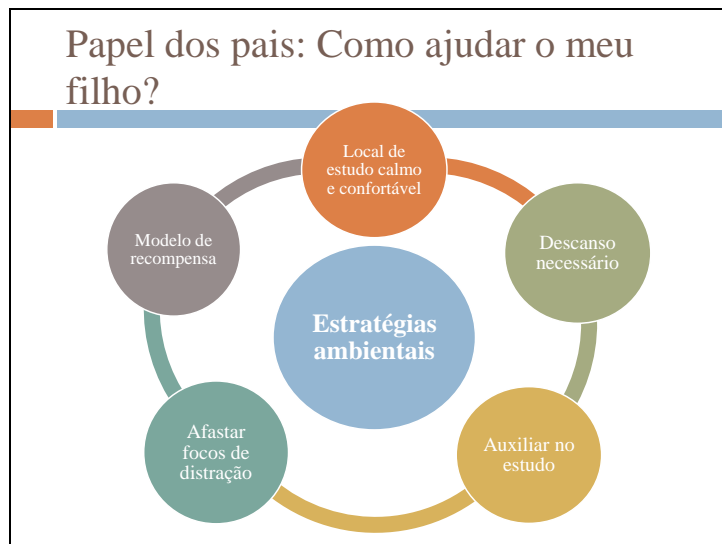 Papel dos pais: Como ajudar o meu
filho?
Local de
estudo calmo
e confortável
Descanso
necessário
Auxiliar no
estudo
Afastar
focos de
distração
Modelo de
recompensa
Estratégias
ambientais